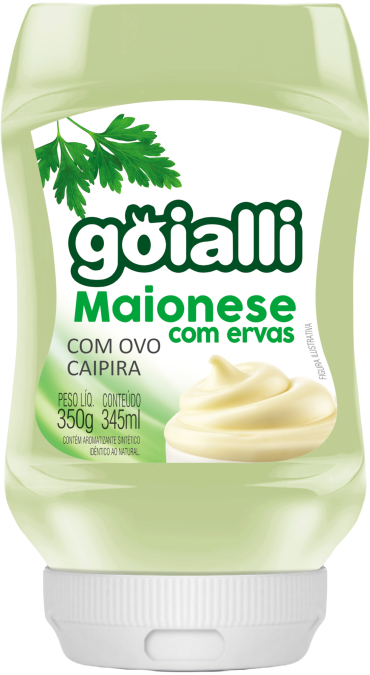 goialli
Maionese
com ervas
COM OVO
CAIPIRA
PESO LÍQ. CONTEÚDO
350g 345ml
CONTÉM AROMATIZANTE SINTÉTICO
IDÊNTICO AO NATURAL.
FIGURA ILUSTRATIVA